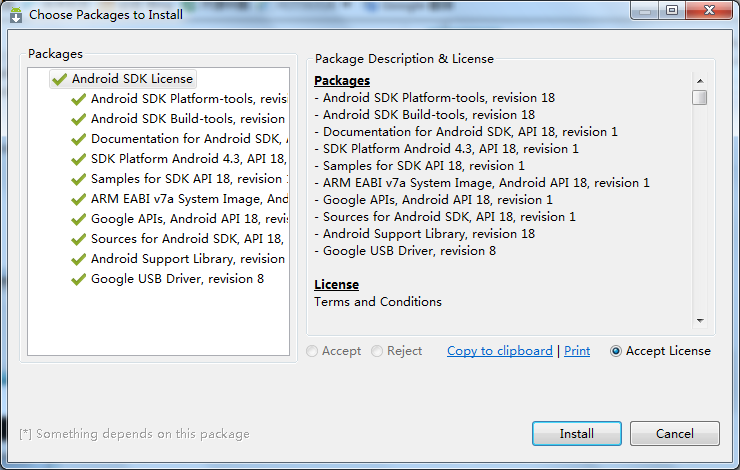 Choose Packages to Install
Packages
Android SDK License
Android SDK Platform-tools, revis
Android SDK Build-tools, revision
Documentation for Android SDK,
SDK Platform Android 4.3, API 18,
Samples for SDK API 18, revision
ARM EABI v7a System Image, And
Google APIs, Android API 18, revis
Sources for Android SDK, API 18,
Android Support Library, revision
Google USB Driver, revision 8
Package Description & License
Packages
- Android SDK Platform-tools, revision 18
- Android SDK Build-tools, revision 18
- Documentation for Android SDK, API 18, revision 1
- SDK Platform Android 4.3, API 18, revision 1
- Samples for SDK API 18, revision 1
- ARM EABI v7a System Image, Android API 18, revision 1
- Google APIs, Android API 18, revision 1
- Sources for Android SDK, API 18, revision 1
- Android Support Library, revision 18
- Google USB Driver, revision 8
License
Terms and Conditions
Accept Reject Copy to clipboard | Print Accept License
[*] Something depends on this package
Install Cancel